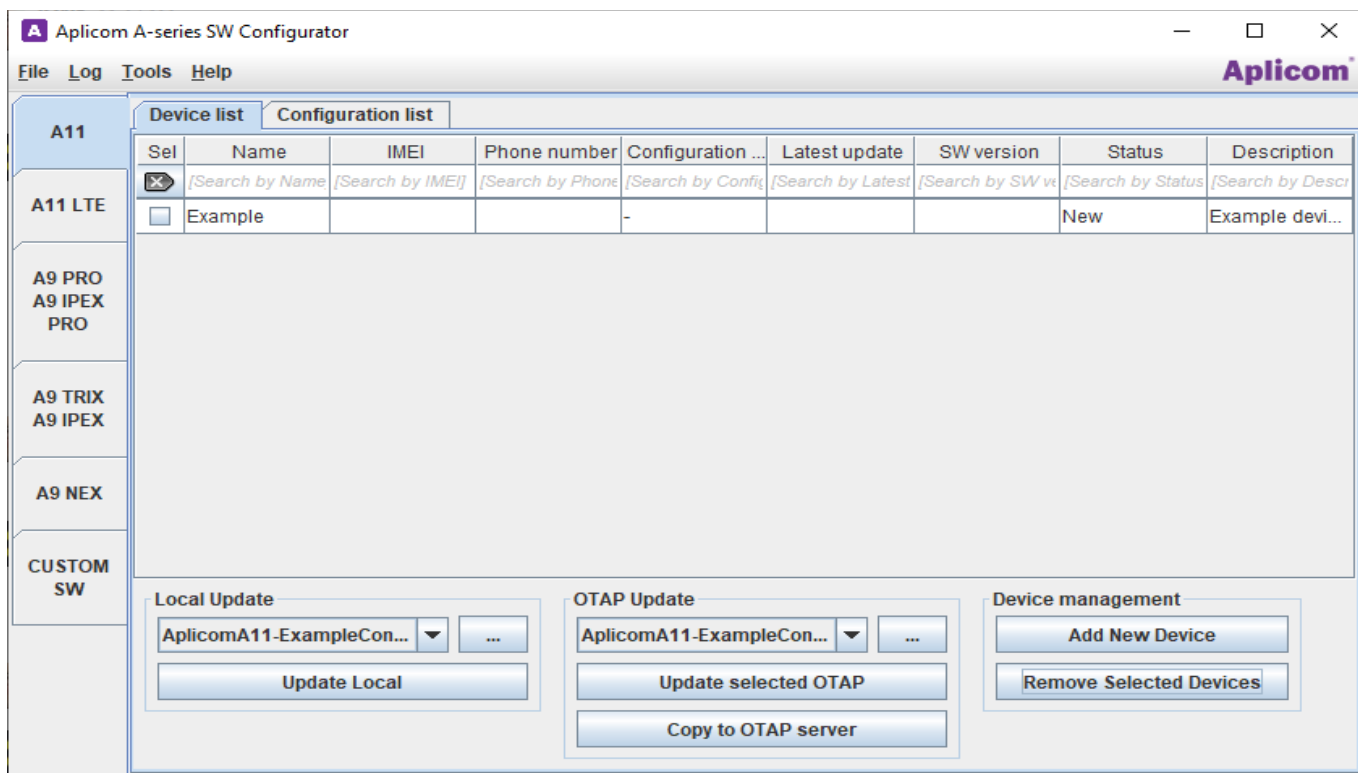 A Aplicom A-series SW Configurator
File Log Tools Help
Aplicom
A11
A11 LTE
A9 PRO
A9 IPEX
PRO
A9 TRIX
A9 IPEX
A9 NEX
CUSTOM
SW
Device list Configuration list
Sel Name IMEI Phone number Configuration ... Latest update SW version Status Description
[Search by Name [Search by IMEI] [Search by Phone [Search by Config [Search by Latest [Search by SW ve [Search by Status [Search by Descr
Example - New Example devi...
Local Update
AplicomA11-ExampleCon... ...
Update Local
OTAP Update
AplicomA11-ExampleCon... ...
Update selected OTAP
Copy to OTAP server
Device management
Add New Device
Remove Selected Devices